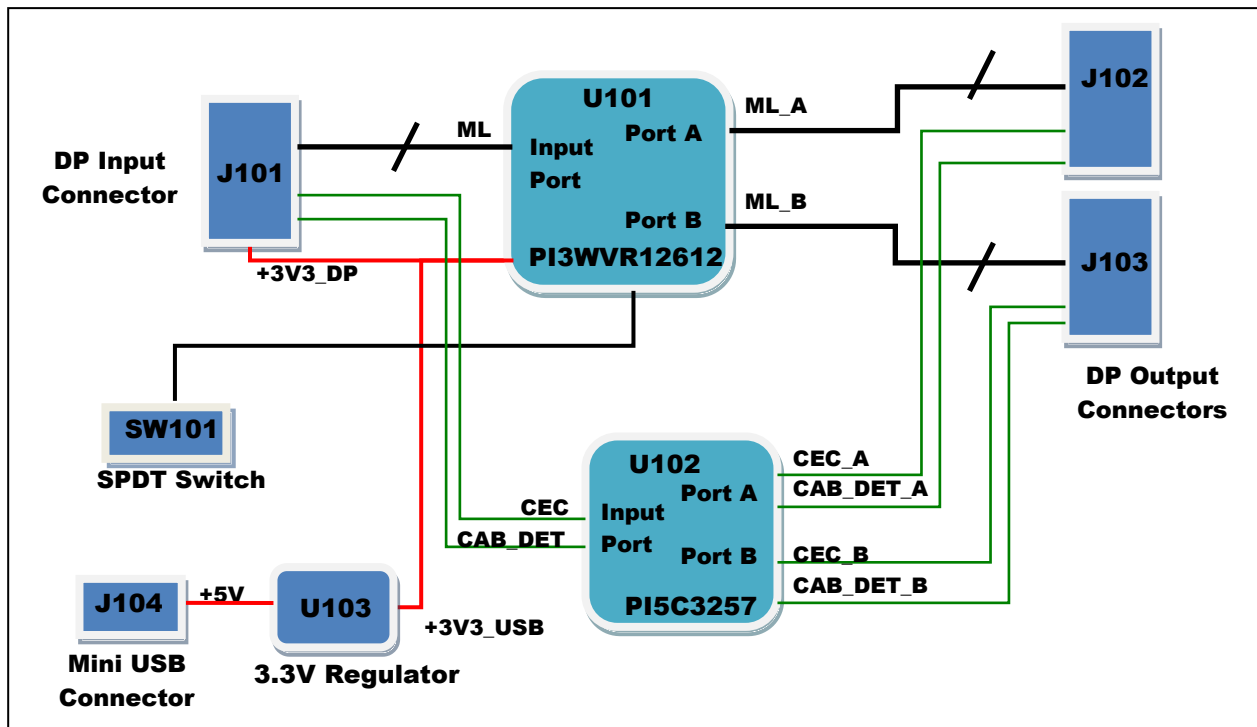 U101
J102
ML_A
ML
Port A
DP Input
Connector
J101
Input
Port
ML_B
Port B
J103
PI3WVR12612
+3V3_DP
DP Output
Connectors
SW101
SPDT Switch
U102
CEC_A
Port A
CAB_DET_A
CEC
Input
CAB_DET
Port
Port B
CEC_B
CAB_DET_B
PI5C3257
+5V
J104
U103
+3V3_USB
Mini USB
Connector
3.3V Regulator